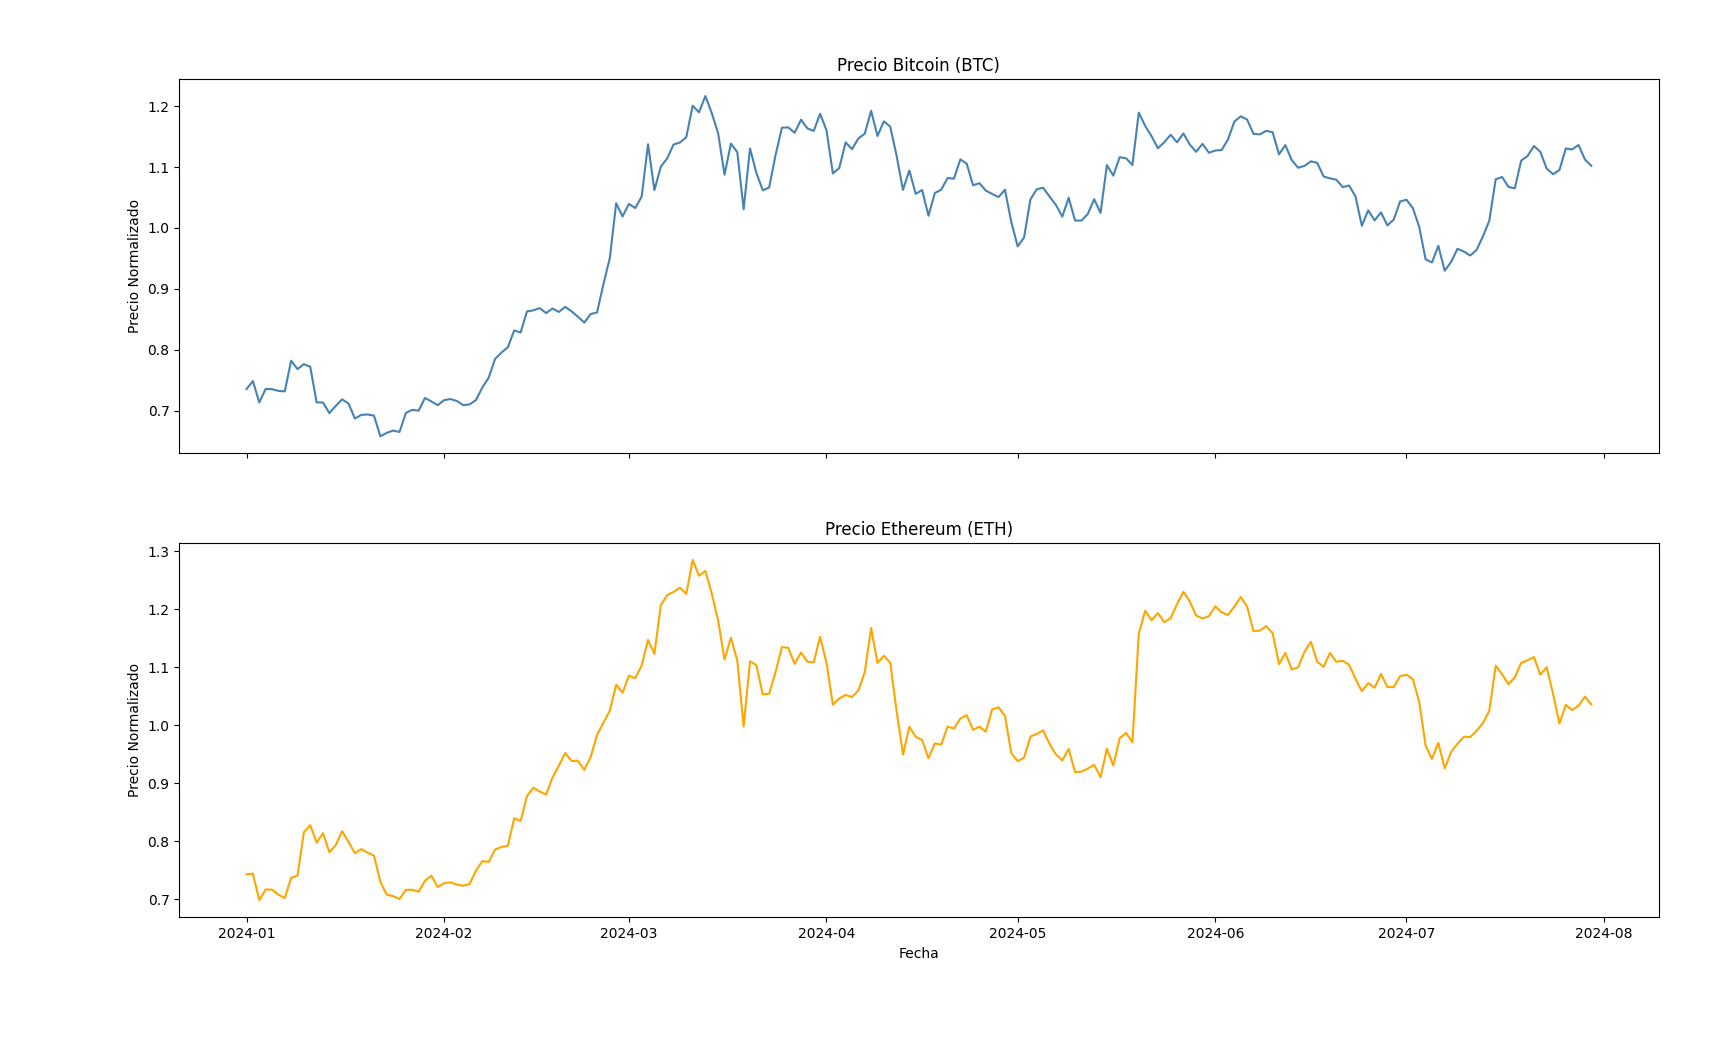 Precio Bitcoin (BTC)
Precio Normalizado
1.2
1.1
1.0
0.9
0.8
0.7
Precio Ethereum (ETH)
Precio Normalizado
1.3
1.2
1.1
1.0
0.9
0.8
0.7
2024-01 2024-02 2024-03 2024-04 2024-05 2024-06 2024-07 2024-08
Fecha